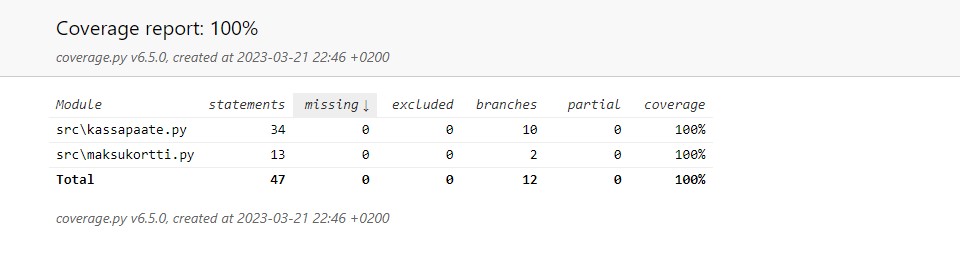 Coverage report: 100%
coverage.py v6.5.0, created at 2023-03-21 22:46 +0200
Module statements missing ↓ excluded branches partial coverage
src\kassapaate.py 34 0 0 10 0 100%
src\maksukortti.py 13 0 0 2 0 100%
Total 47 0 0 12 0 100%
coverage.py v6.5.0, created at 2023-03-21 22:46 +0200